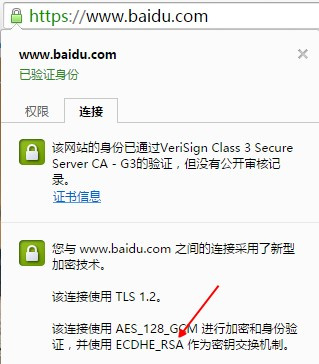 https://www.baidu.com
www.baidu.com
已验证身份
权限 连接
该网站的身份已通过VeriSign Class 3 Secure
Server CA - G3的验证，但没有公开审核记
录。
证书信息
您与 www.baidu.com 之间的连接采用了新型
加密技术。
该连接使用 TLS 1.2。
该连接使用 AES_128_GCM 进行加密和身份验
证，并使用 ECDHE_RSA 作为密钥交换机制。